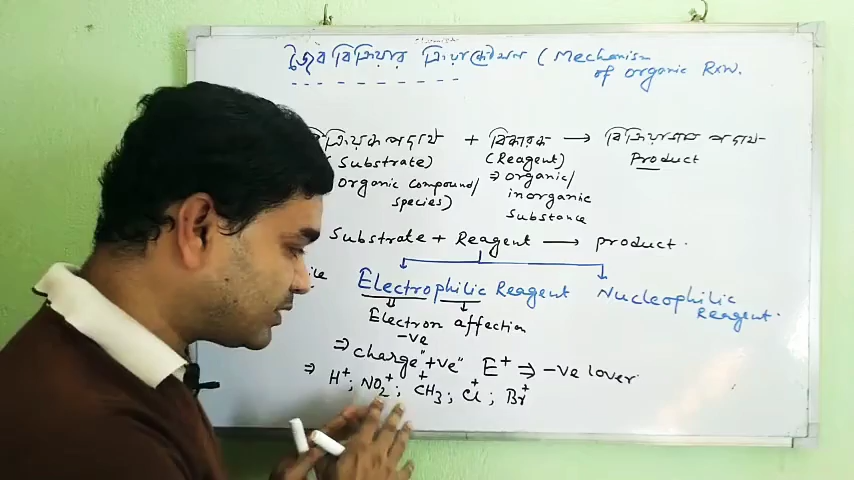 জৈব বিক্রিয়ার ক্রিয়াকৌশল (Mechanism
of organic Rxn.
বিক্রিয়ক পদার্থ + বিকারক → বিক্রিয়াজাত পদার্থ
(Substrate) (Reagent) Product
organic compound/ ⇒ organic/
species) inorganic
Substance
Substrate + Reagent → product.
Electrophilic Reagent Nucleophilic
Reagent.
Electron affection
-ve
⇒ charge "+ve" E+ ⇒ -ve lover
⇒ H+; NO2+; CH3+; Cl+; Br+